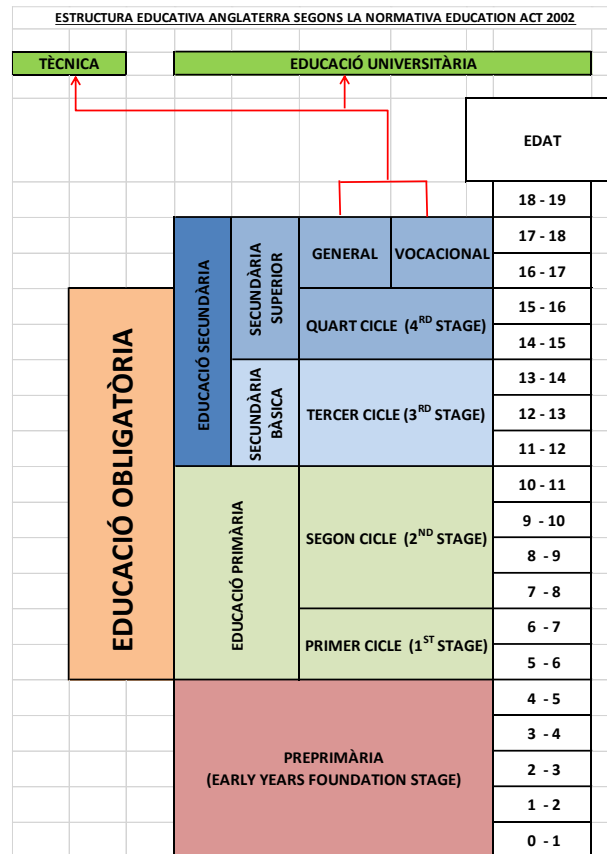 ESTRUCTURA EDUCATIVA ANGLATERRA SEGONS LA NORMATIVA EDUCATION ACT 2002
TÈCNICA
EDUCACIÓ UNIVERSITÀRIA
EDAT
18 - 19
17 - 18
16 - 17
15 - 16
14 - 15
13 - 14
12 - 13
11 - 12
10 - 11
9 - 10
8 - 9
7 - 8
6 - 7
5 - 6
4 - 5
3 - 4
2 - 3
1 - 2
0 - 1
EDUCACIÓ OBLIGATÒRIA
EDUCACIÓ SECUNDÀRIA
SECUNDÀRIA
SUPERIOR
GENERAL
VOCACIONAL
QUART CICLE (4RD STAGE)
SECUNDÀRIA
BÀSICA
TERCER CICLE (3RD STAGE)
EDUCACIÓ PRIMÀRIA
SEGON CICLE (2ND STAGE)
PRIMER CICLE (1ST STAGE)
PREPRIMÀRIA
(EARLY YEARS FOUNDATION STAGE)